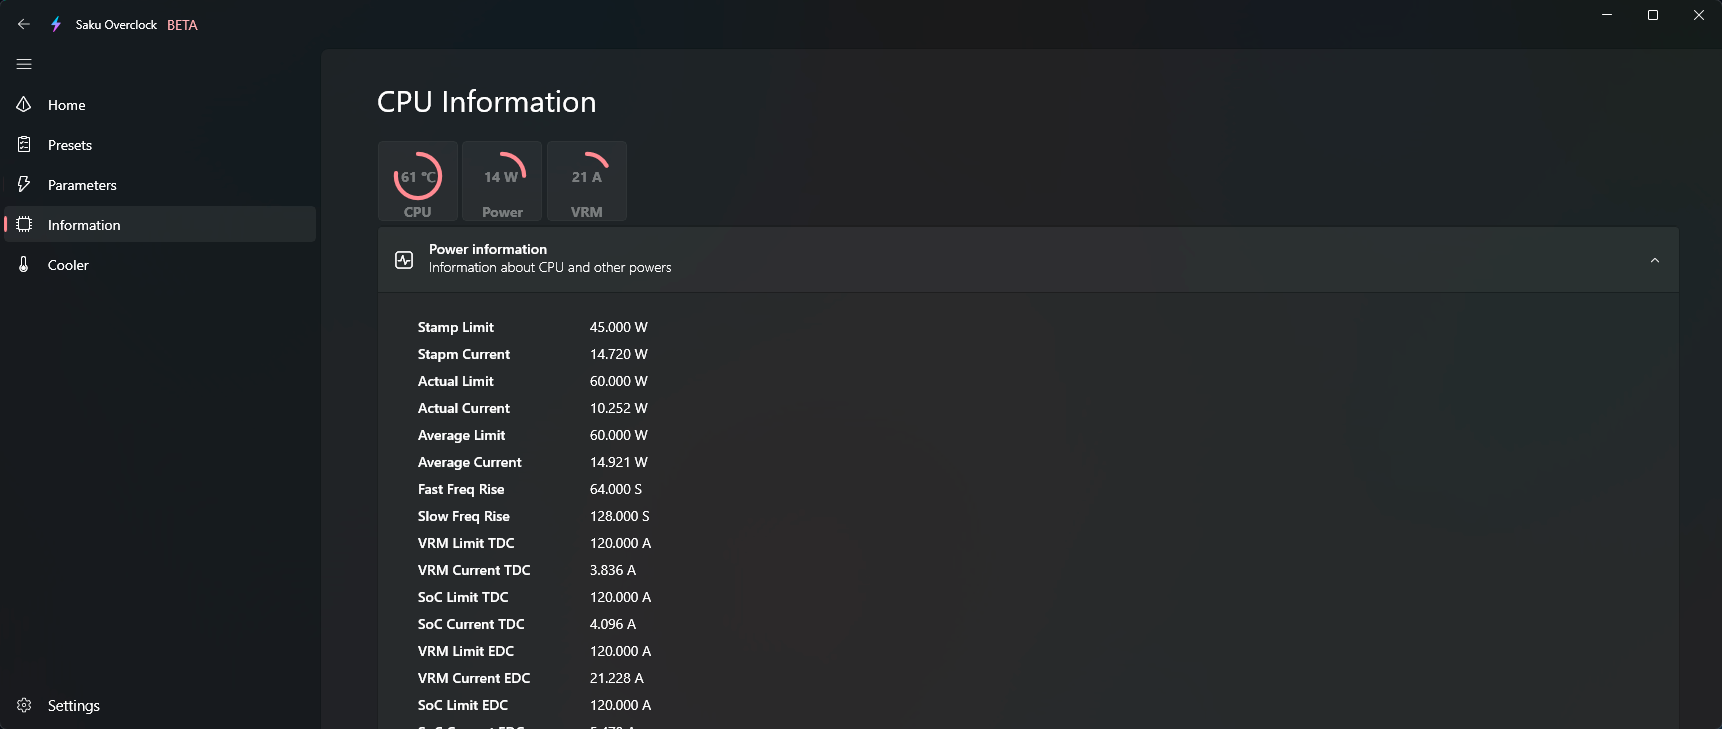 Saku Overclock BETA
Home
Presets
Parameters
Information
Cooler
Settings
CPU Information
61 ℃
CPU
14 W
Power
21 A
VRM
Power information
Information about CPU and other powers
Stamp Limit 45.000 W
Stapm Current 14.720 W
Actual Limit 60.000 W
Actual Current 10.252 W
Average Limit 60.000 W
Average Current 14.921 W
Fast Freq Rise 64.000 S
Slow Freq Rise 128.000 S
VRM Limit TDC 120.000 A
VRM Current TDC 3.836 A
SoC Limit TDC 120.000 A
SoC Current TDC 4.096 A
VRM Limit EDC 120.000 A
VRM Current EDC 21.228 A
SoC Limit EDC 120.000 A